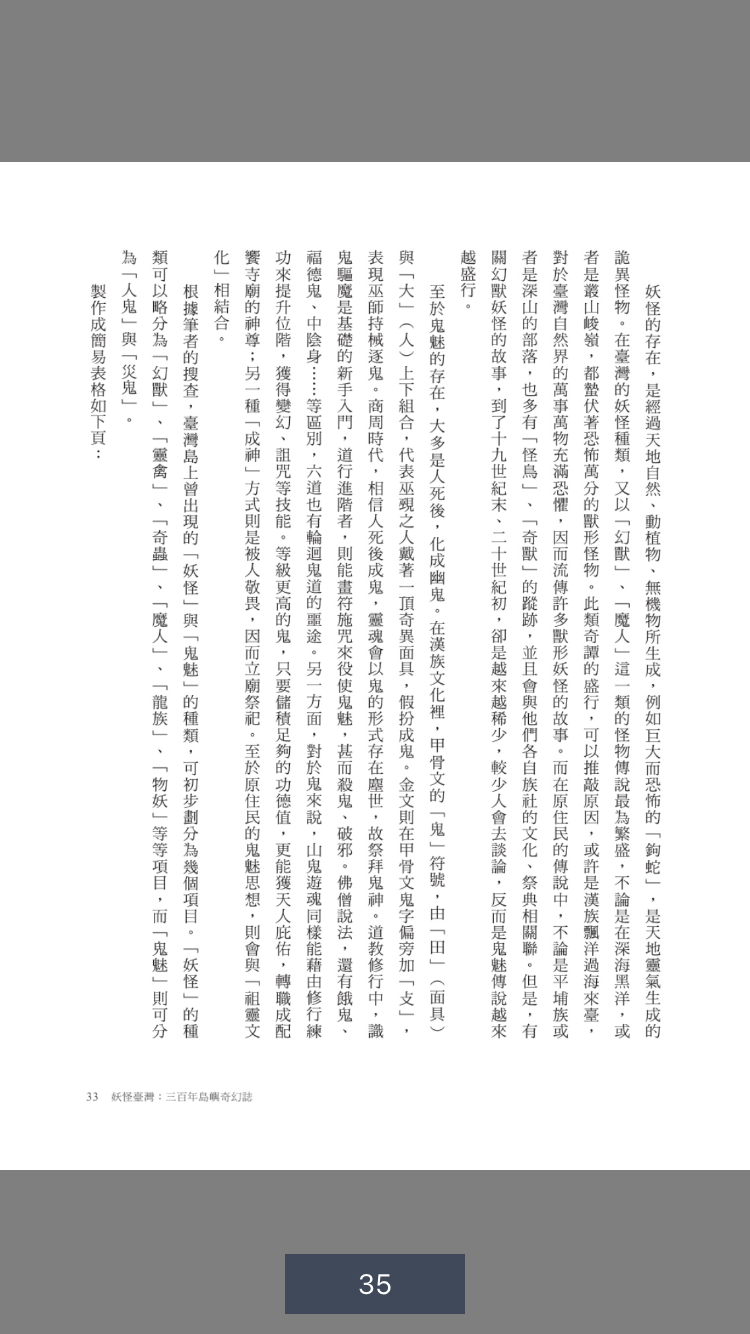 妖怪的存在，是經過天地自然、動植物、無機物所生成，例如巨大而恐怖的「鉤蛇」，是天地靈氣生成的
詭異怪物。在臺灣的妖怪種類，又以「幻獸」、「魔人」這一類的怪物傳說最為繁盛，不論是在深海黑洋，或
者是叢山峻嶺，都蟄伏著恐怖萬分的獸形怪物。此類奇譚的盛行，可以推敲原因，或許是漢族飄洋過海來臺，
對於臺灣自然界的萬事萬物充滿恐懼，因而流傳許多獸形妖怪的故事。而在原住民的傳說中，不論是平埔族或
者是深山的部落，也多有「怪鳥」、「奇獸」的蹤跡，並且會與他們各自族社的文化、祭典相關聯。但是，有
關幻獸妖怪的故事，到了十九世紀末、二十世紀初，卻是越來越稀少，較少人會去談論，反而是鬼魅傳說越來
越盛行。
至於鬼魅的存在，大多是人死後，化成幽鬼。在漢族文化裡，甲骨文的「鬼」符號，由「田」（面具）
與「大」（人）上下組合，代表巫覡之人戴著一頂奇異面具，假扮成鬼。金文則在甲骨文鬼字偏旁加「支」，
表現巫師持械逐鬼。商周時代，相信人死後成鬼，靈魂會以鬼的形式存在塵世，故祭拜鬼神。道教修行中，識
鬼驅魔是基礎的新手入門，道行進階者，則能畫符施咒來役使鬼魅，甚而殺鬼、破邪。佛僧說法，還有餓鬼、
福德鬼、中陰身⋯⋯等區別，六道也有輪迴鬼道的噩途。另一方面，對於鬼來說，山鬼遊魂同樣能藉由修行練
功來提升位階，獲得變幻、詛咒等技能。等級更高的鬼，只要儲積足夠的功德值，更能獲天人庇佑，轉職成配
饗寺廟的神尊；另一種「成神」方式則是被人敬畏，因而立廟祭祀。至於原住民的鬼魅思想，則會與「祖靈文
化」相結合。
根據筆者的搜查，臺灣島上曾出現的「妖怪」與「鬼魅」的種類，可初步劃分為幾個項目。「妖怪」的種
類可以略分為「幻獸」、「靈禽」、「奇蟲」、「魔人」、「龍族」、「物妖」等等項目，而「鬼魅」則可分
為「人鬼」與「災鬼」。
製作成簡易表格如下頁：
33 妖怪臺灣：三百年島嶼奇幻誌
35